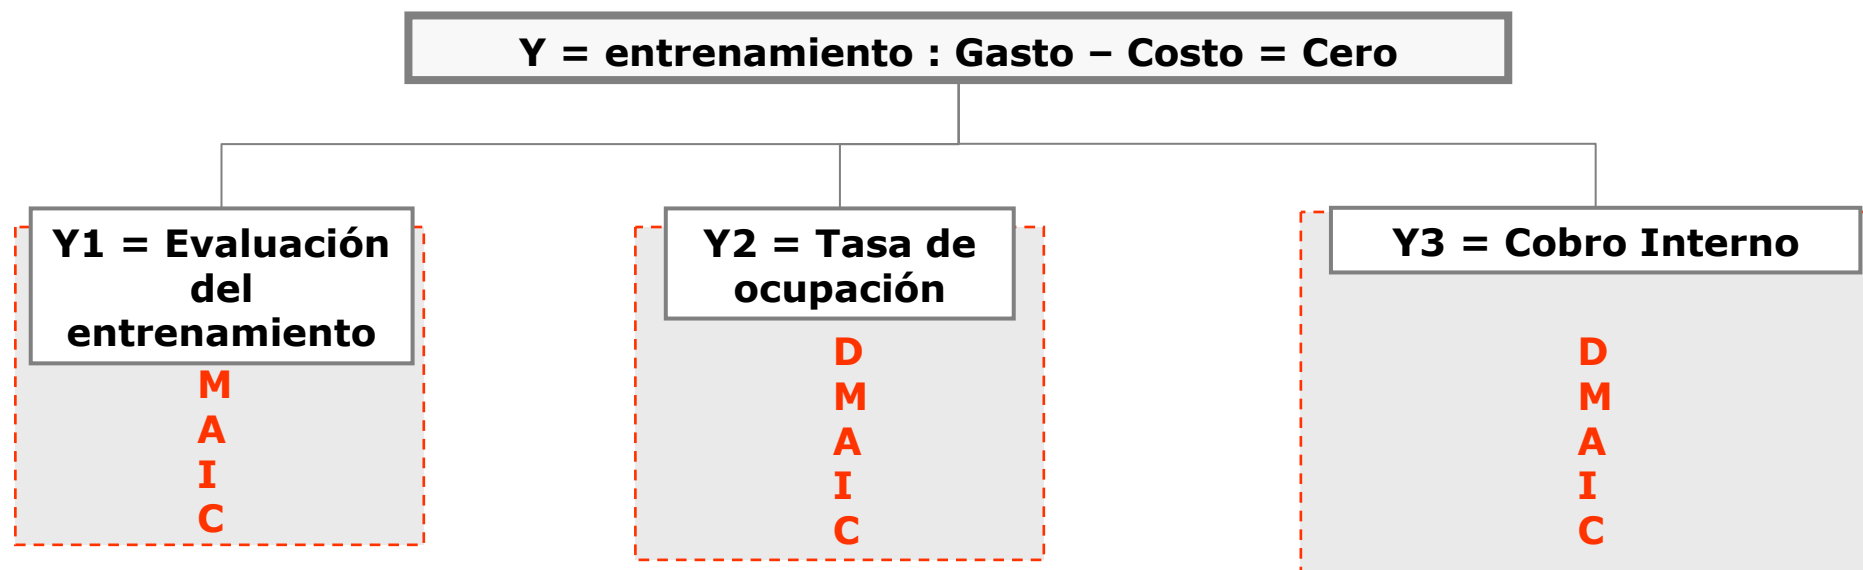 Y = entrenamiento : Gasto – Costo = Cero
Y1 = Evaluación
del
entrenamiento
M
A
I
C
Y2 = Tasa de
ocupación
D
M
A
I
C
Y3 = Cobro Interno
D
M
A
I
C